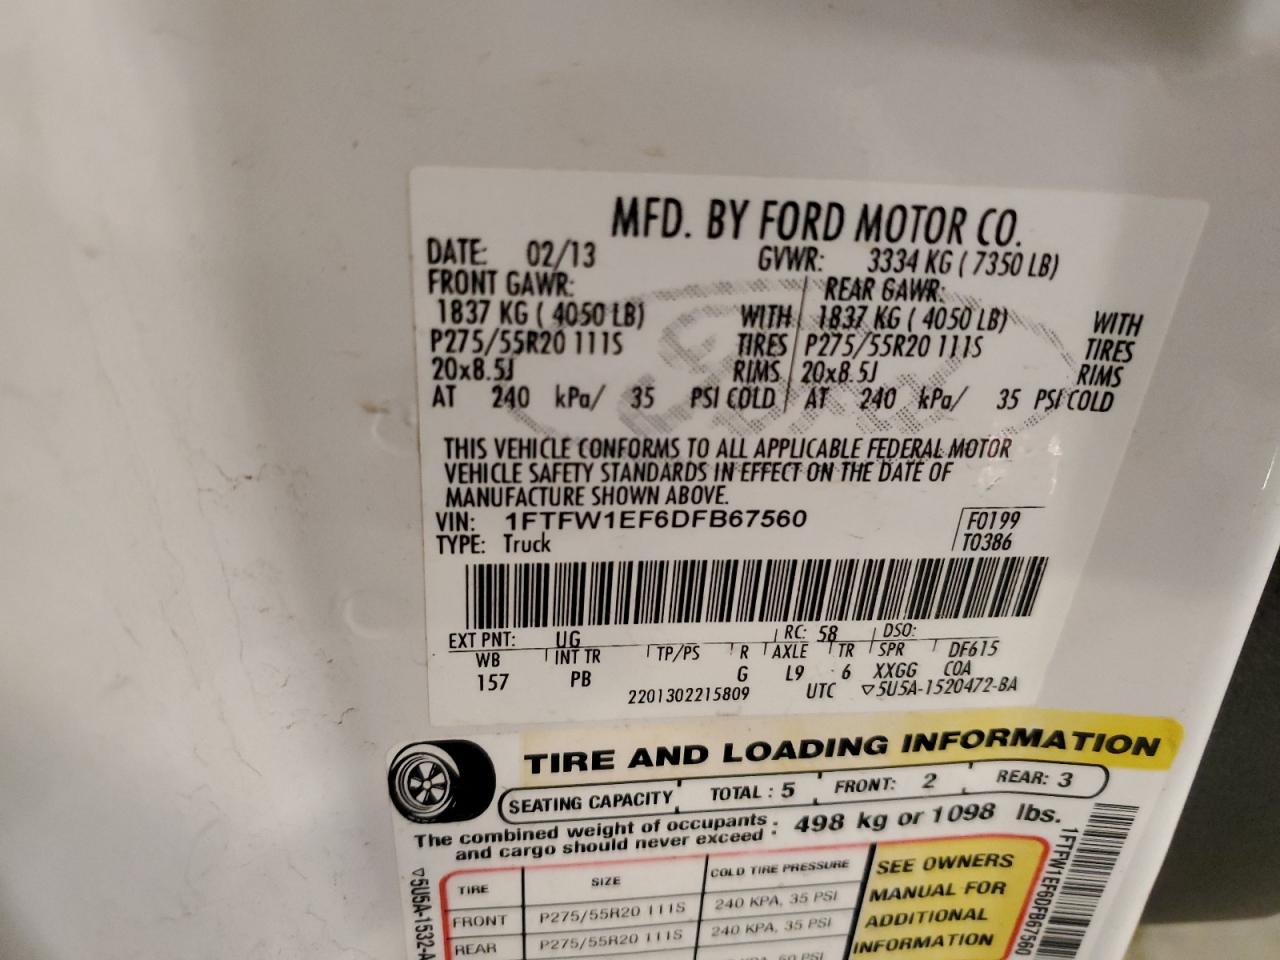 MFD. BY FORD MOTOR CO.
DATE: 02/13 GVWR: 3334 KG ( 7350 LB)
FRONT GAWR: REAR GAWR:
1837 KG ( 4050 LB) WITH 1837 KG ( 4050 LB) WITH
P275/55R20 111S TIRES P275/55R20 111S TIRES
20x8.5J RIMS 20x8.5J RIMS
AT 240 kPa/ 35 PSI COLD AT 240 kPa/ 35 PSI COLD
Ford
THIS VEHICLE CONFORMS TO ALL APPLICABLE FEDERAL MOTOR
VEHICLE SAFETY STANDARDS IN EFFECT ON THE DATE OF
MANUFACTURE SHOWN ABOVE.
VIN: 1FTFW1EF6DFB67560 F0199
TYPE: Truck T0386
EXT PNT: UG RC: 58 DSO:
WB INT TR TP/PS R AXLE TR SPR DF615
157 PB G L9 6 XXGG COA
2201302215809 UTC ▽5U5A-1520472-BA
TIRE AND LOADING INFORMATION
SEATING CAPACITY TOTAL : 5 FRONT: 2 REAR: 3
The combined weight of occupants : 498 kg or 1098 lbs.
and cargo should never exceed
TIRE SIZE COLD TIRE PRESSURE SEE OWNERS
FRONT P275/55R20 111S 240 KPA, 35 PSI MANUAL FOR
REAR P275/55R20 111S 240 KPA, 35 PSI ADDITIONAL
INFORMATION
▽5U5A-1532-A
1FTFW1EF6DFB67560